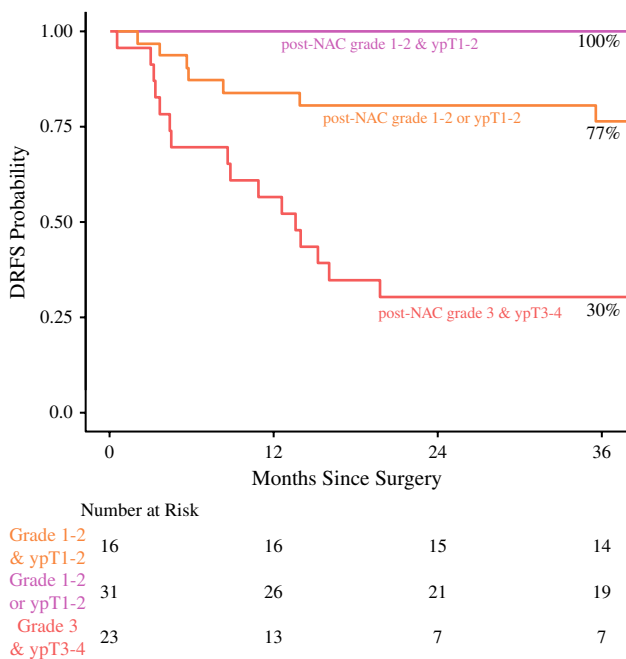 1.00
post-NAC grade 1-2 & ypT1-2
100%
post-NAC grade 1-2 or ypT1-2
0.75
77%
DRFS Probability
0.50
0.25
post-NAC grade 3 & ypT3-4
30%
0.0
0 12 24 36
Months Since Surgery
Number at Risk
Grade 1-2
& ypT1-2
16 16 15 14
Grade 1-2
or ypT1-2
31 26 21 19
Grade 3
& ypT3-4
23 13 7 7